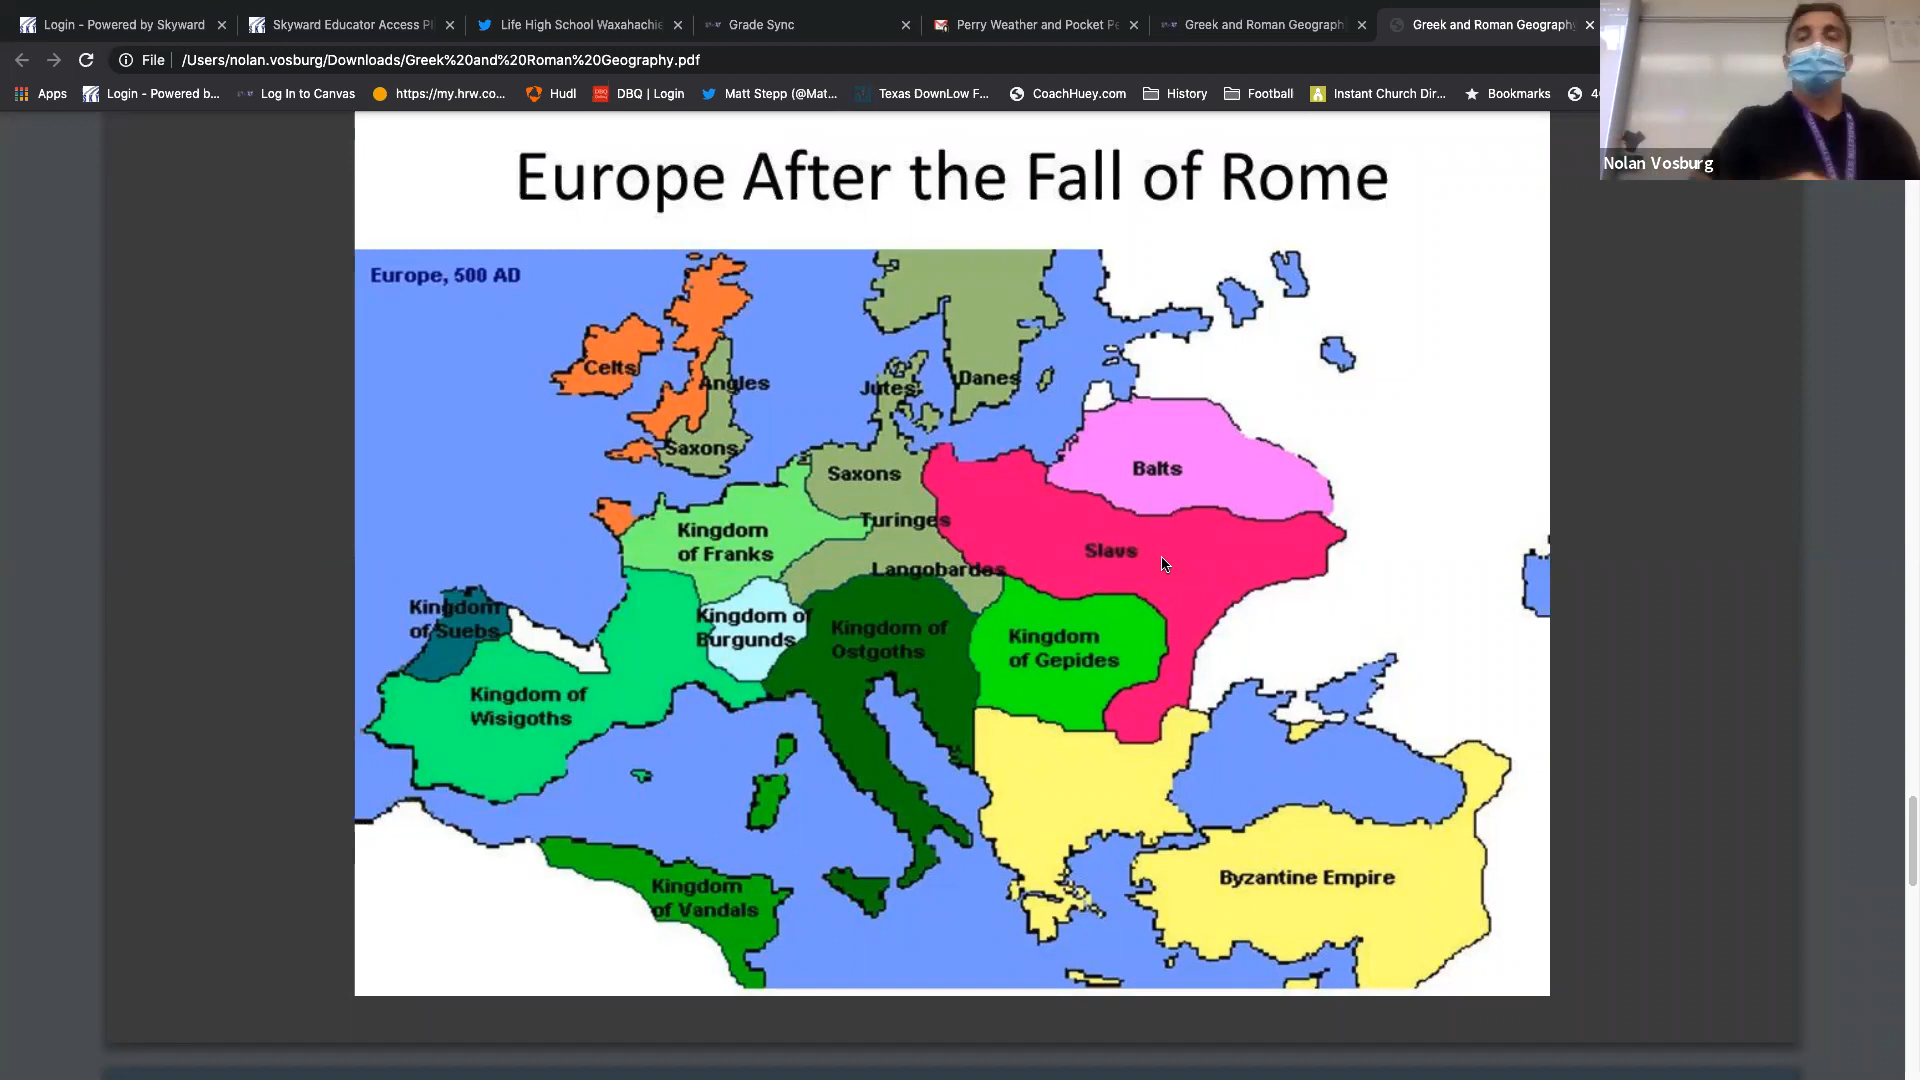 Login - Powered by Skyward
Skyward Educator Access Pl
Life High School Waxahachie
Grade Sync
Perry Weather and Pocket Pe
Greek and Roman Geograph
Greek and Roman Geography
File
/Users/nolan.vosburg/Downloads/Greek%20and%20Roman%20Geography.pdf
Apps
Login - Powered by...
Log In to Canvas
https://my.hrw.co...
Hudl
DBQ | Login
Matt Stepp (@Mat...
Texas DownLow F...
CoachHuey.com
History
Football
Instant Church Dir...
Bookmarks
Nolan Vosburg
Europe After the Fall of Rome
Europe, 500 AD
Celts
Angles
Jutes
Danes
Saxons
Saxons
Balts
Turinges
Kingdom
of Franks
Slavs
Langobardes
Kingdom
of Suebs
Kingdom of
Burgunds
Kingdom of
Ostgoths
Kingdom
of Gepides
Kingdom of
Wisigoths
Byzantine Empire
Kingdom
of Vandals